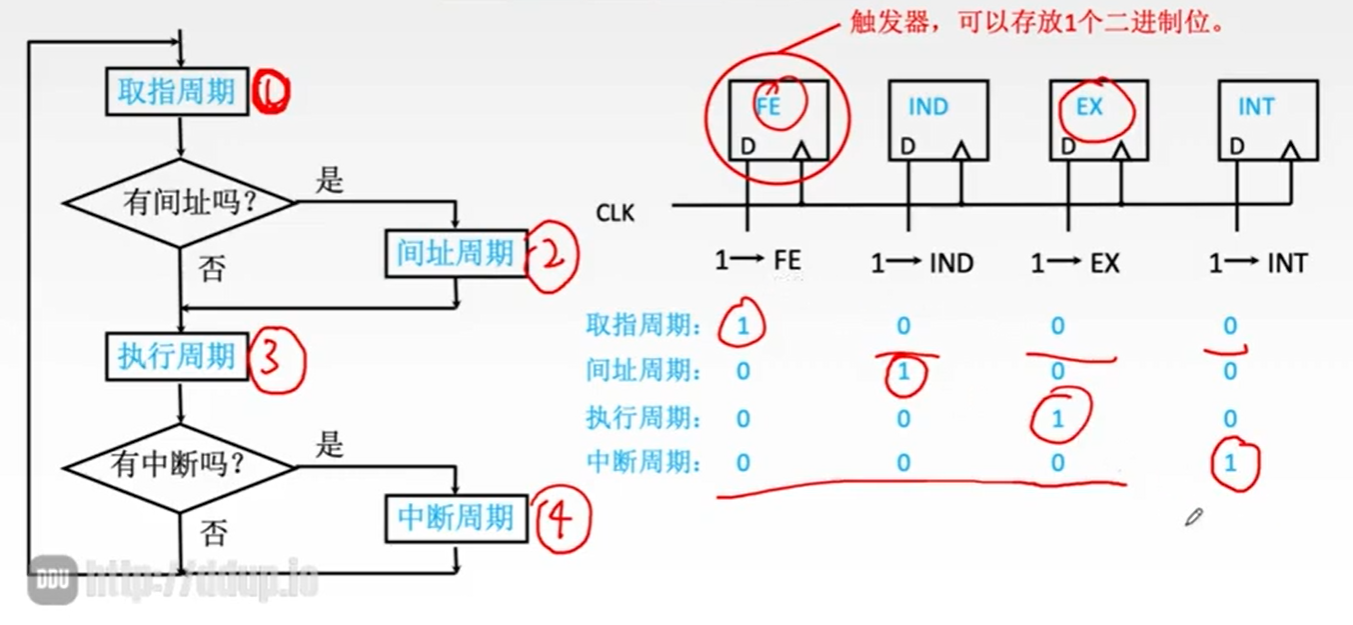 触发器，可以存放1个二进制位。
取指周期 ①
有间址吗？
是
否
间址周期 2
执行周期 3
有中断吗？
是
否
中断周期 4
FE IND EX INT
D D D D
CLK
1→ FE 1→ IND 1→ EX 1→ INT
取指周期： 1 0 0 0
间址周期： 0 1 0 0
执行周期： 0 0 1 0
中断周期： 0 0 0 1
DDU http://ddup.io